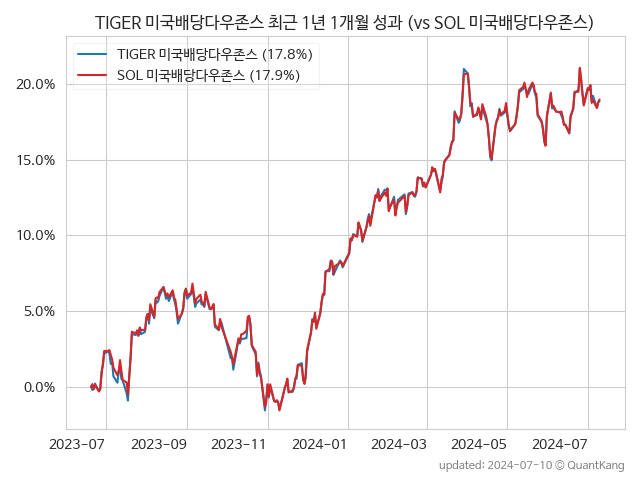 TIGER 미국배당다우존스 최근 1년 1개월 성과 (vs SOL 미국배당다우존스)
TIGER 미국배당다우존스 (17.8%)
SOL 미국배당다우존스 (17.9%)
20.0%
15.0%
10.0%
5.0%
0.0%
2023-07 2023-09 2023-11 2024-01 2024-03 2024-05 2024-07
updated: 2024-07-10 © QuantKang